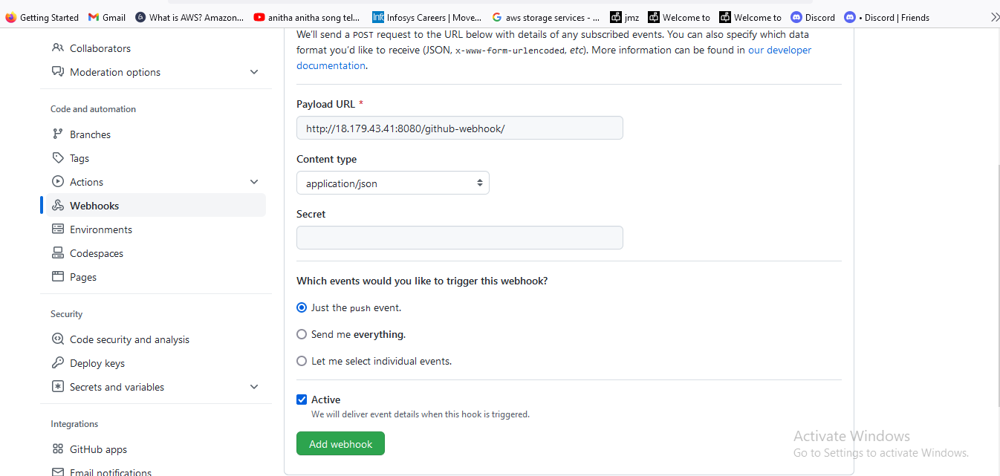 Getting Started
Gmail
What is AWS? Amazon...
anitha anitha song tel...
Infosys Careers | Move...
aws storage services - ...
jmz
Welcome to
Welcome to
Discord
• Discord | Friends
Collaborators
Moderation options
Code and automation
Branches
Tags
Actions
Webhooks
Environments
Codespaces
Pages
Security
Code security and analysis
Deploy keys
Secrets and variables
Integrations
GitHub apps
Email notifications
We'll send a POST request to the URL below with details of any subscribed events. You can also specify which data
format you'd like to receive (JSON, x-www-form-urlencoded, etc). More information can be found in our developer
documentation.
Payload URL *
http://18.179.43.41:8080/github-webhook/
Content type
application/json
Secret
Which events would you like to trigger this webhook?
Just the push event.
Send me everything.
Let me select individual events.
Active
We will deliver event details when this hook is triggered.
Add webhook
Activate Windows
Go to Settings to activate Windows.